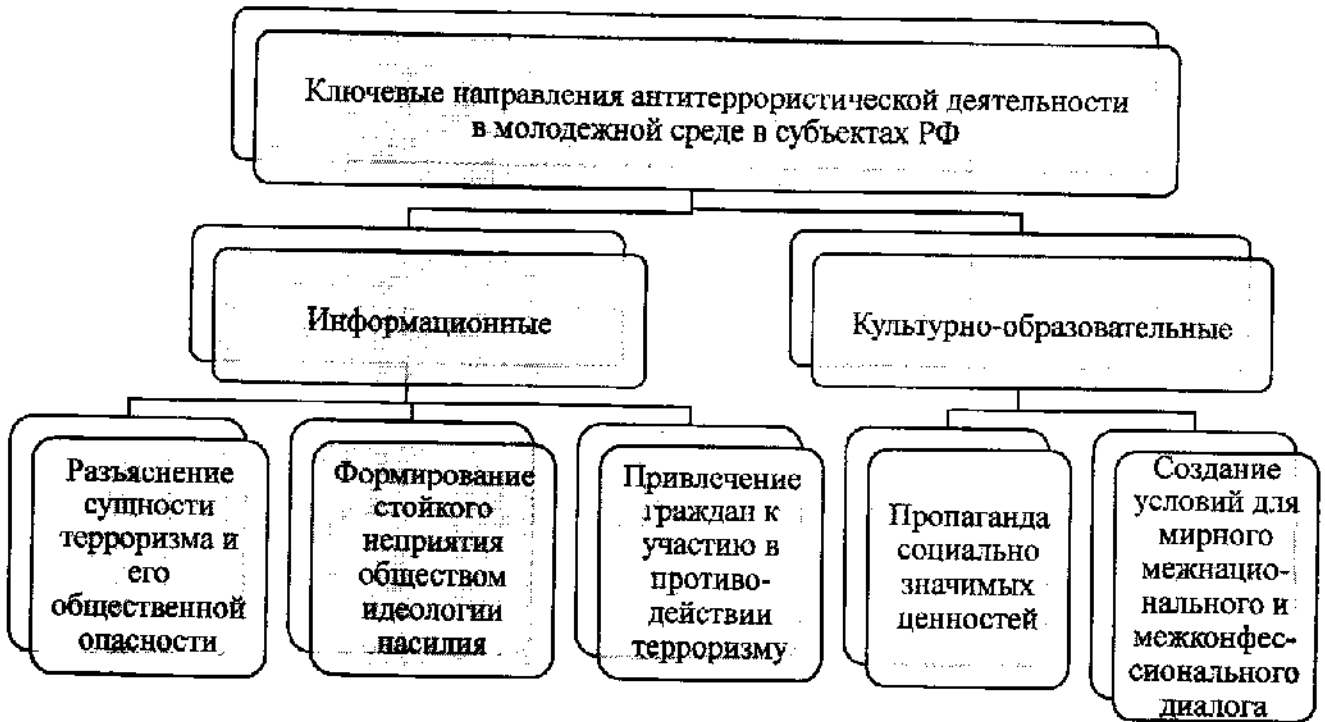 Ключевые направления антитеррористической деятельности
в молодежной среде в субъектах РФ
Информационные
Культурно-образовательные
Разъяснение
сущности
терроризма и
его
общественной
опасности
Формирование
стойкого
неприятия
обществом
идеологии
насилия
Привлечение
граждан к
участию в
противо-
действии
терроризму
Пропаганда
социально
значимых
ценностей
Создание
условий для
мирного
межнацио-
нального и
межконфес-
сионального
диалога